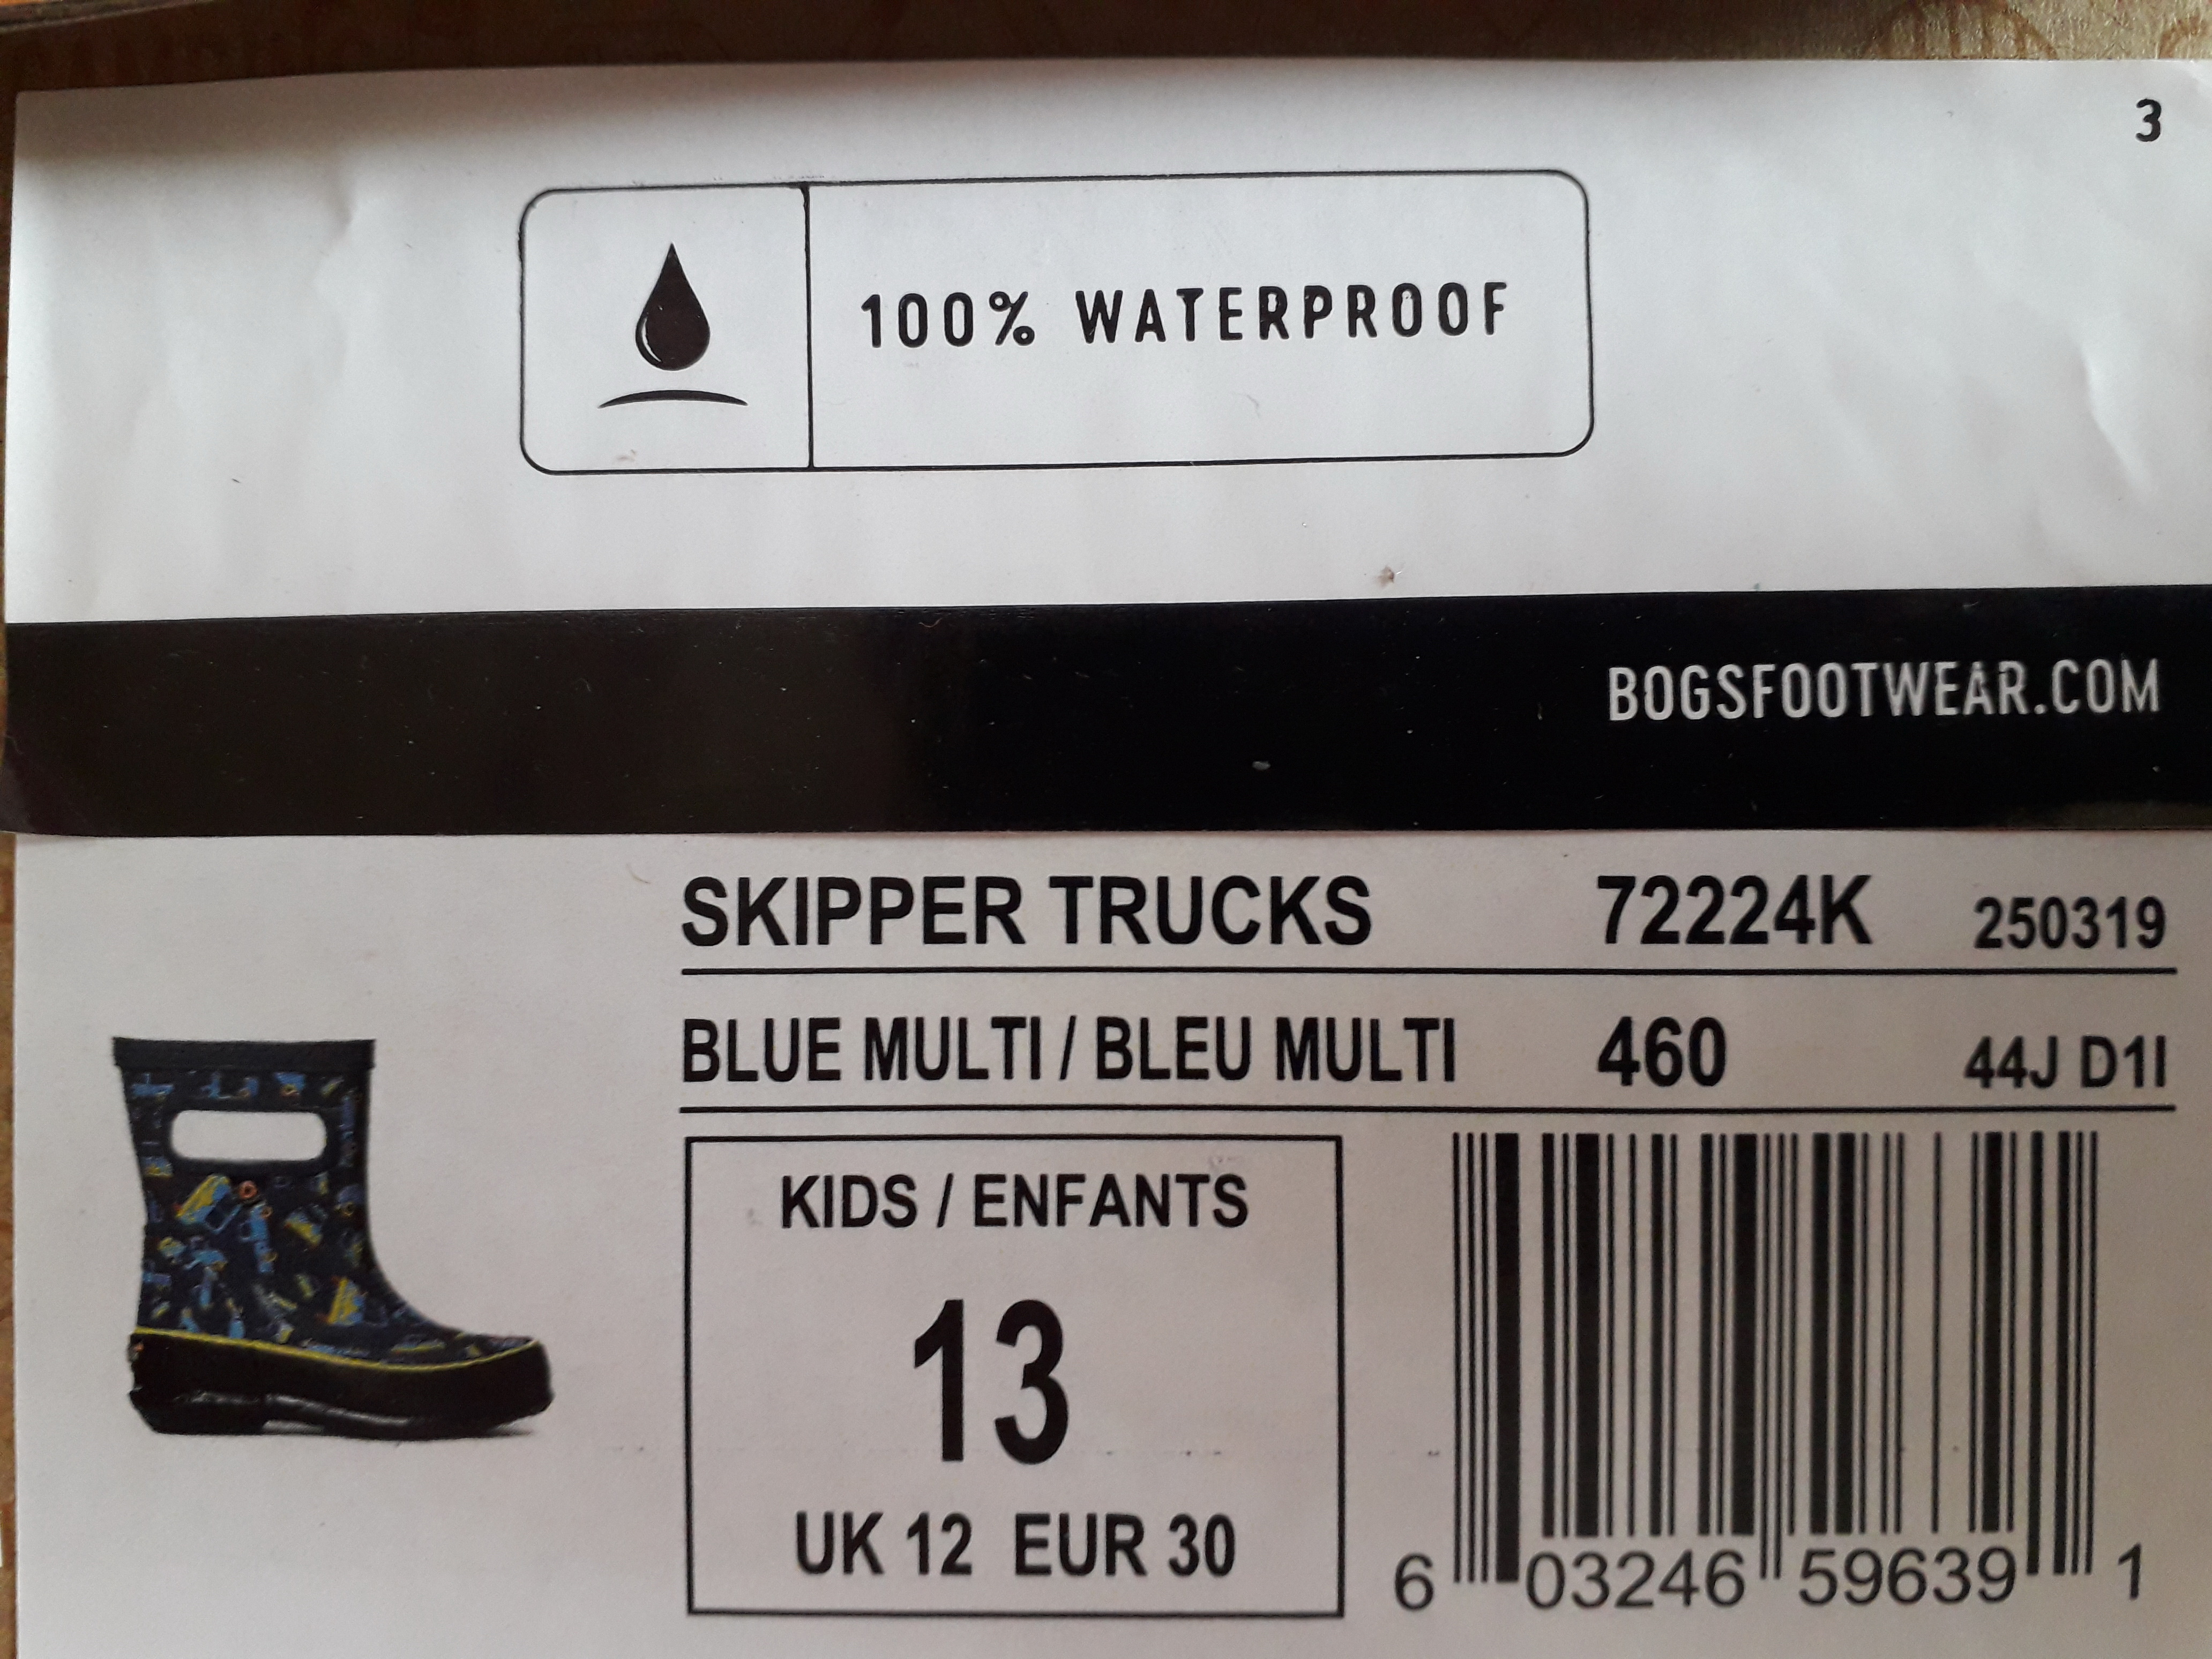 3
100% WATERPROOF
BOGSFOOTWEAR.COM
SKIPPER TRUCKS 72224K 250319
BLUE MULTI / BLEU MULTI 460 44J D1I
KIDS / ENFANTS
13
UK 12 EUR 30
6 03246 59639 1